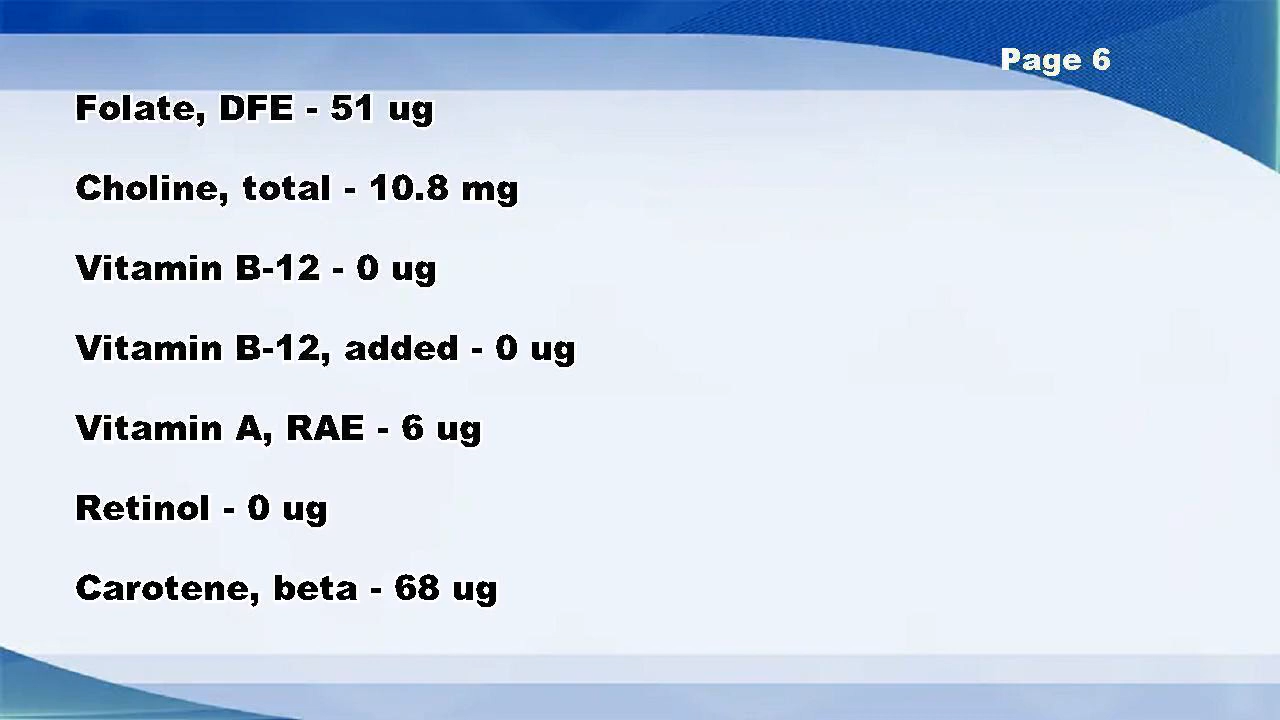 Page 6
Folate, DFE - 51 ug
Choline, total - 10.8 mg
Vitamin B-12 - 0 ug
Vitamin B-12, added - 0 ug
Vitamin A, RAE - 6 ug
Retinol - 0 ug
Carotene, beta - 68 ug